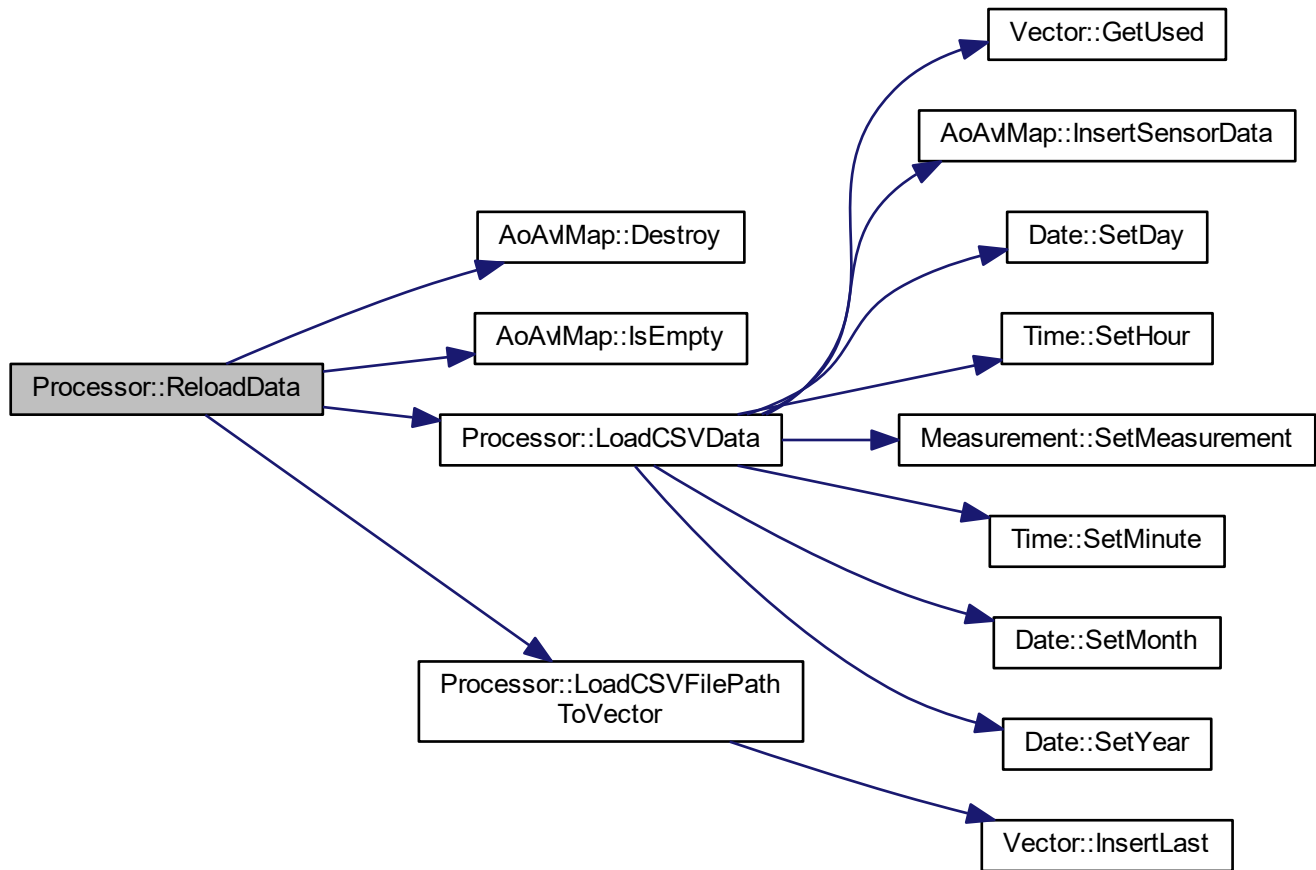 Vector::GetUsed
AoAvlMap::InsertSensorData
AoAvlMap::Destroy
Date::SetDay
AoAvlMap::IsEmpty
Time::SetHour
Processor::ReloadData
Processor::LoadCSVData
Measurement::SetMeasurement
Time::SetMinute
Date::SetMonth
Processor::LoadCSVFilePath
ToVector
Date::SetYear
Vector::InsertLast